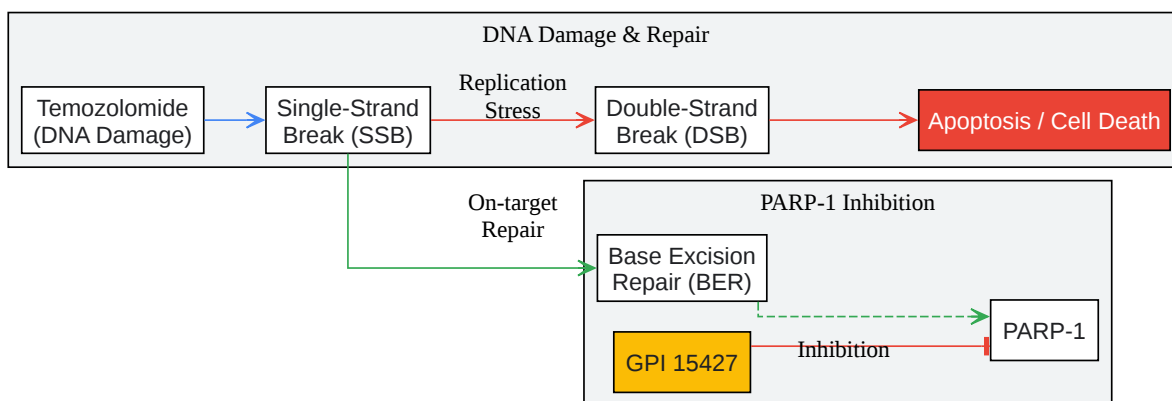 DNA Damage & Repair
Temozolomide
(DNA Damage)
Single-Strand
Break (SSB)
Replication
Stress
Double-Strand
Break (DSB)
Apoptosis / Cell Death
On-target
Repair
PARP-1 Inhibition
Base Excision
Repair (BER)
PARP-1
GPI 15427
Inhibition